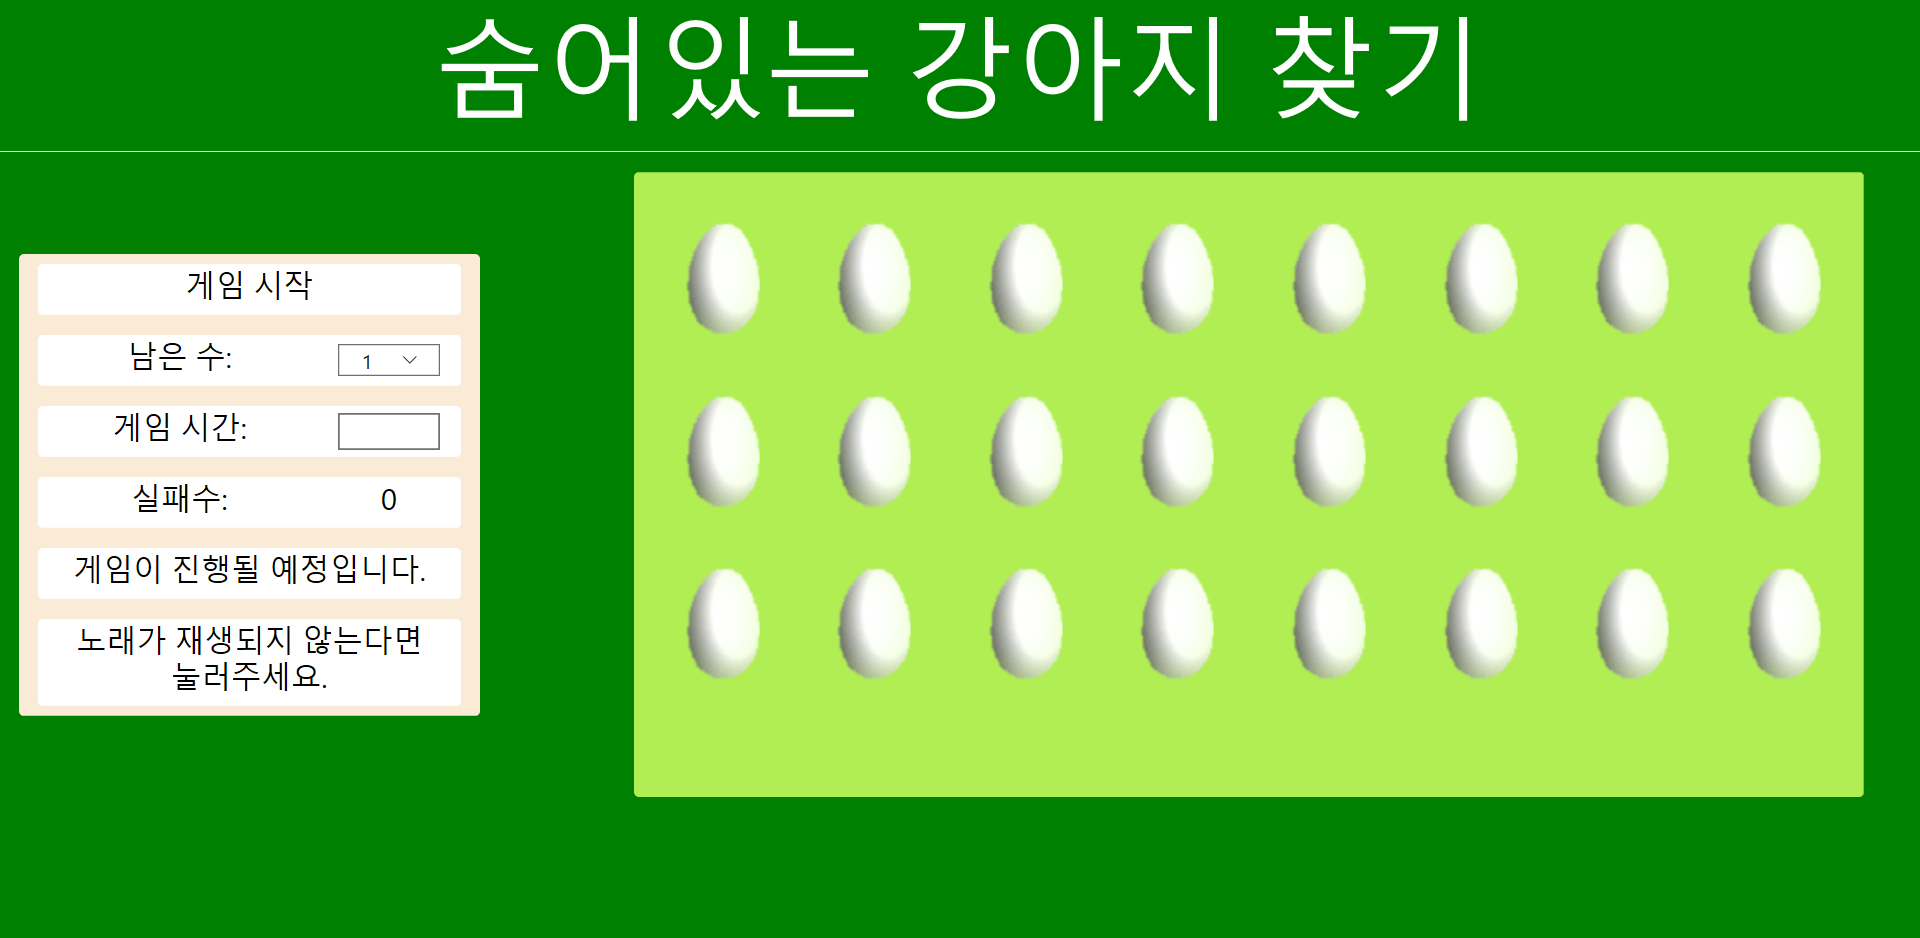 숨어있는 강아지 찾기
게임 시작
남은 수: 1
게임 시간:
실패수: 0
게임이 진행될 예정입니다.
노래가 재생되지 않는다면
눌러주세요.